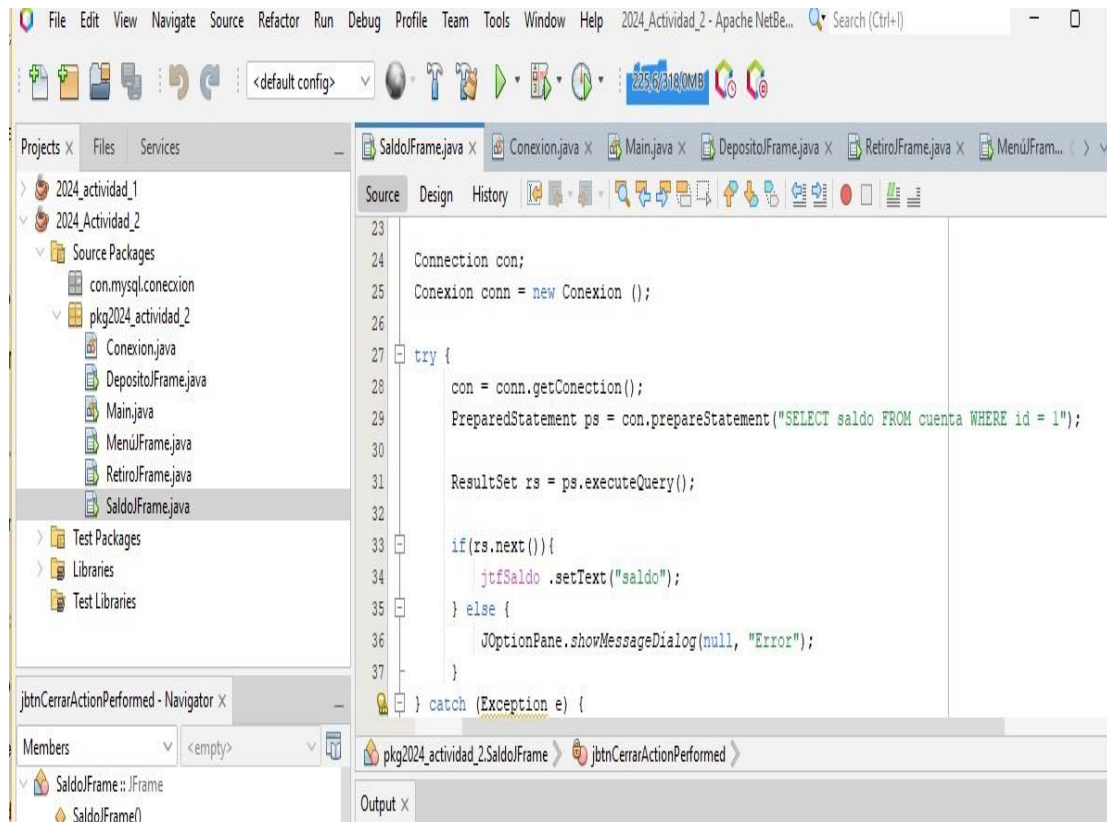 File Edit View Navigate Source Refactor Run Debug Profile Team Tools Window Help 2024_Actividad_2 - Apache NetBe... Search (Ctrl+I)
<default config> 225,6/318,0MB
Projects Files Services
2024_actividad_1
2024_Actividad_2
Source Packages
con.mysql.conecxion
pkg2024_actividad_2
Conexion.java
DepositoJFrame.java
Main.java
MenúJFrame.java
RetiroJFrame.java
SaldoJFrame.java
Test Packages
Libraries
Test Libraries
jbtnCerrarActionPerformed - Navigator
Members <empty>
SaldoJFrame :: JFrame
SaldoJFrame()
SaldoJFrame.java Conexion.java Main.java DepositoJFrame.java RetiroJFrame.java MenúJFram...
Source Design History
23
24 Connection con;
25 Conexion conn = new Conexion ();
26
27 try {
28 con = conn.getConection();
29 PreparedStatement ps = con.prepareStatement("SELECT saldo FROM cuenta WHERE id = 1");
30
31 ResultSet rs = ps.executeQuery();
32
33 if(rs.next()){
34 jtfSaldo .setText("saldo");
35 } else {
36 JOptionPane.showMessageDialog(null, "Error");
37 }
} catch (Exception e) {
pkg2024_actividad_2.SaldoJFrame jbtnCerrarActionPerformed
Output